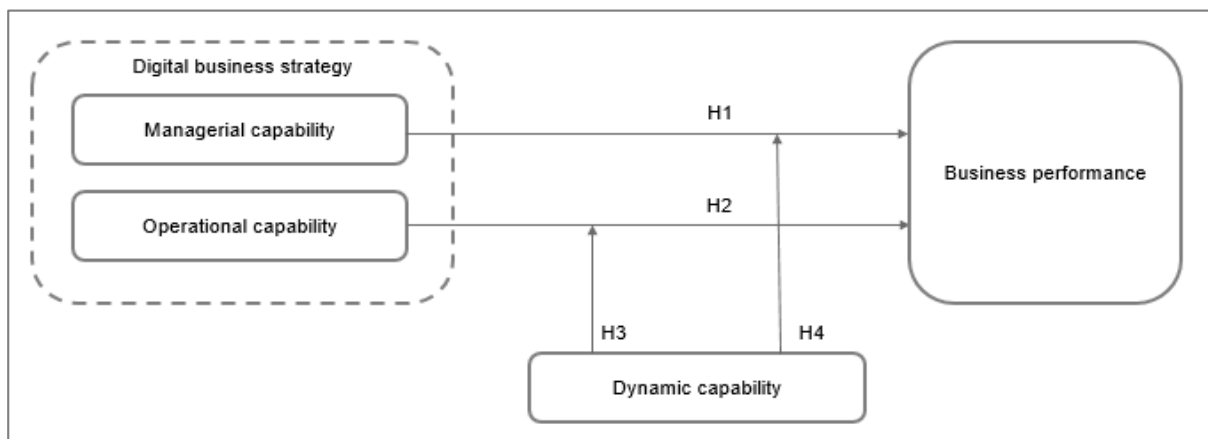 Digital business strategy
Managerial capability
H1
Business performance
Operational capability
H2
H3
H4
Dynamic capability